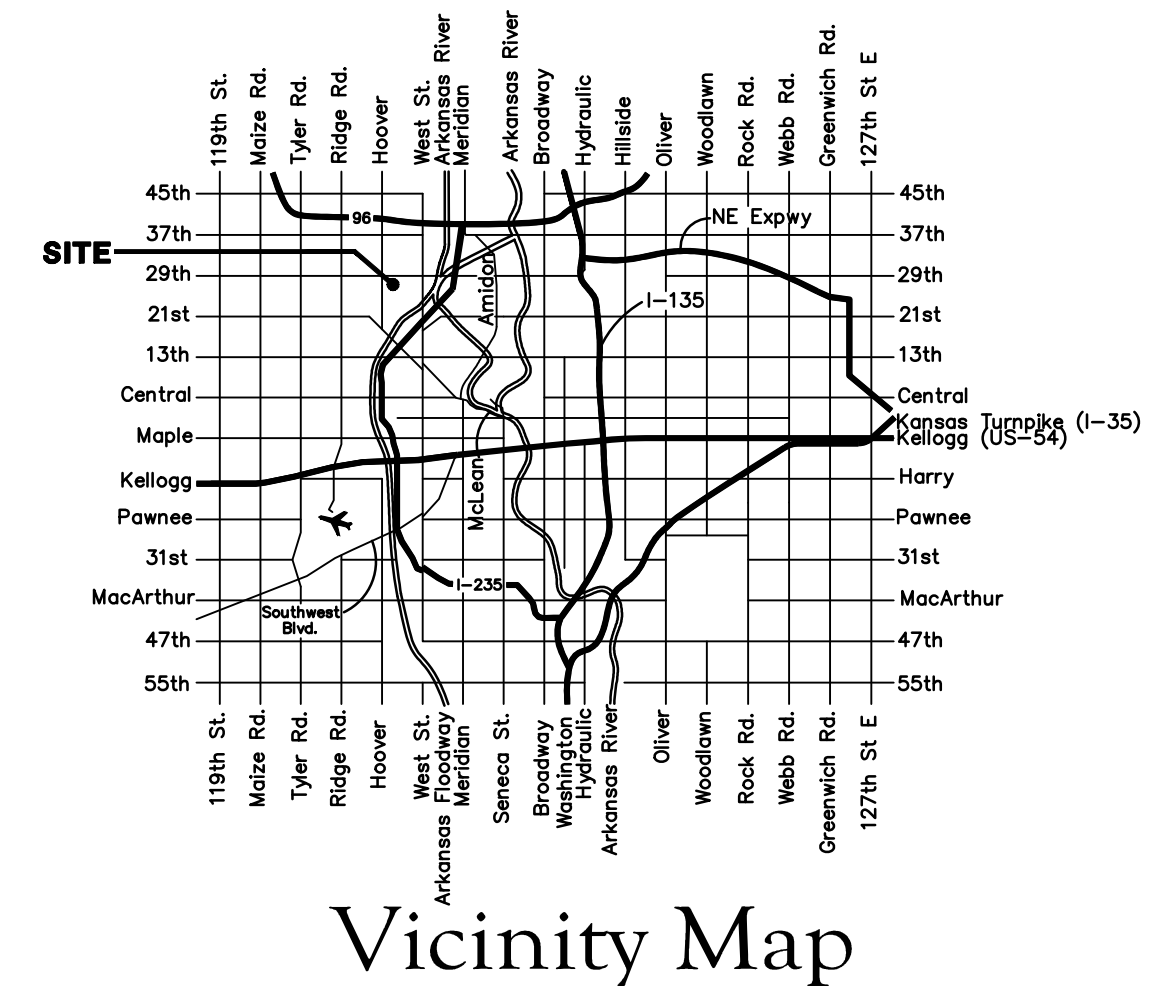 119th St.
Maize Rd.
Tyler Rd.
Ridge Rd.
Hoover
West St.
Arkansas River
Meridian
Arkansas River
Broadway
Hydraulic
Hillside
Oliver
Woodlawn
Rock Rd.
Webb Rd.
Greenwich Rd.
127th St E
45th
45th
96
NE Expwy
37th
37th
SITE
29th
29th
Amidon
I-135
21st
21st
13th
13th
Central
Central
Kansas Turnpike (I-35)
Maple
Kellogg (US-54)
Kellogg
Harry
McLean
Pawnee
Pawnee
31st
31st
I-235
MacArthur
MacArthur
Southwest
Blvd.
47th
47th
55th
55th
119th St.
Maize Rd.
Tyler Rd.
Ridge Rd.
Hoover
West St.
Arkansas Floodway
Meridian
Seneca St.
Broadway
Washington
Hydraulic
Arkansas River
Oliver
Woodlawn
Rock Rd.
Webb Rd.
Greenwich Rd.
127th St E
Vicinity Map